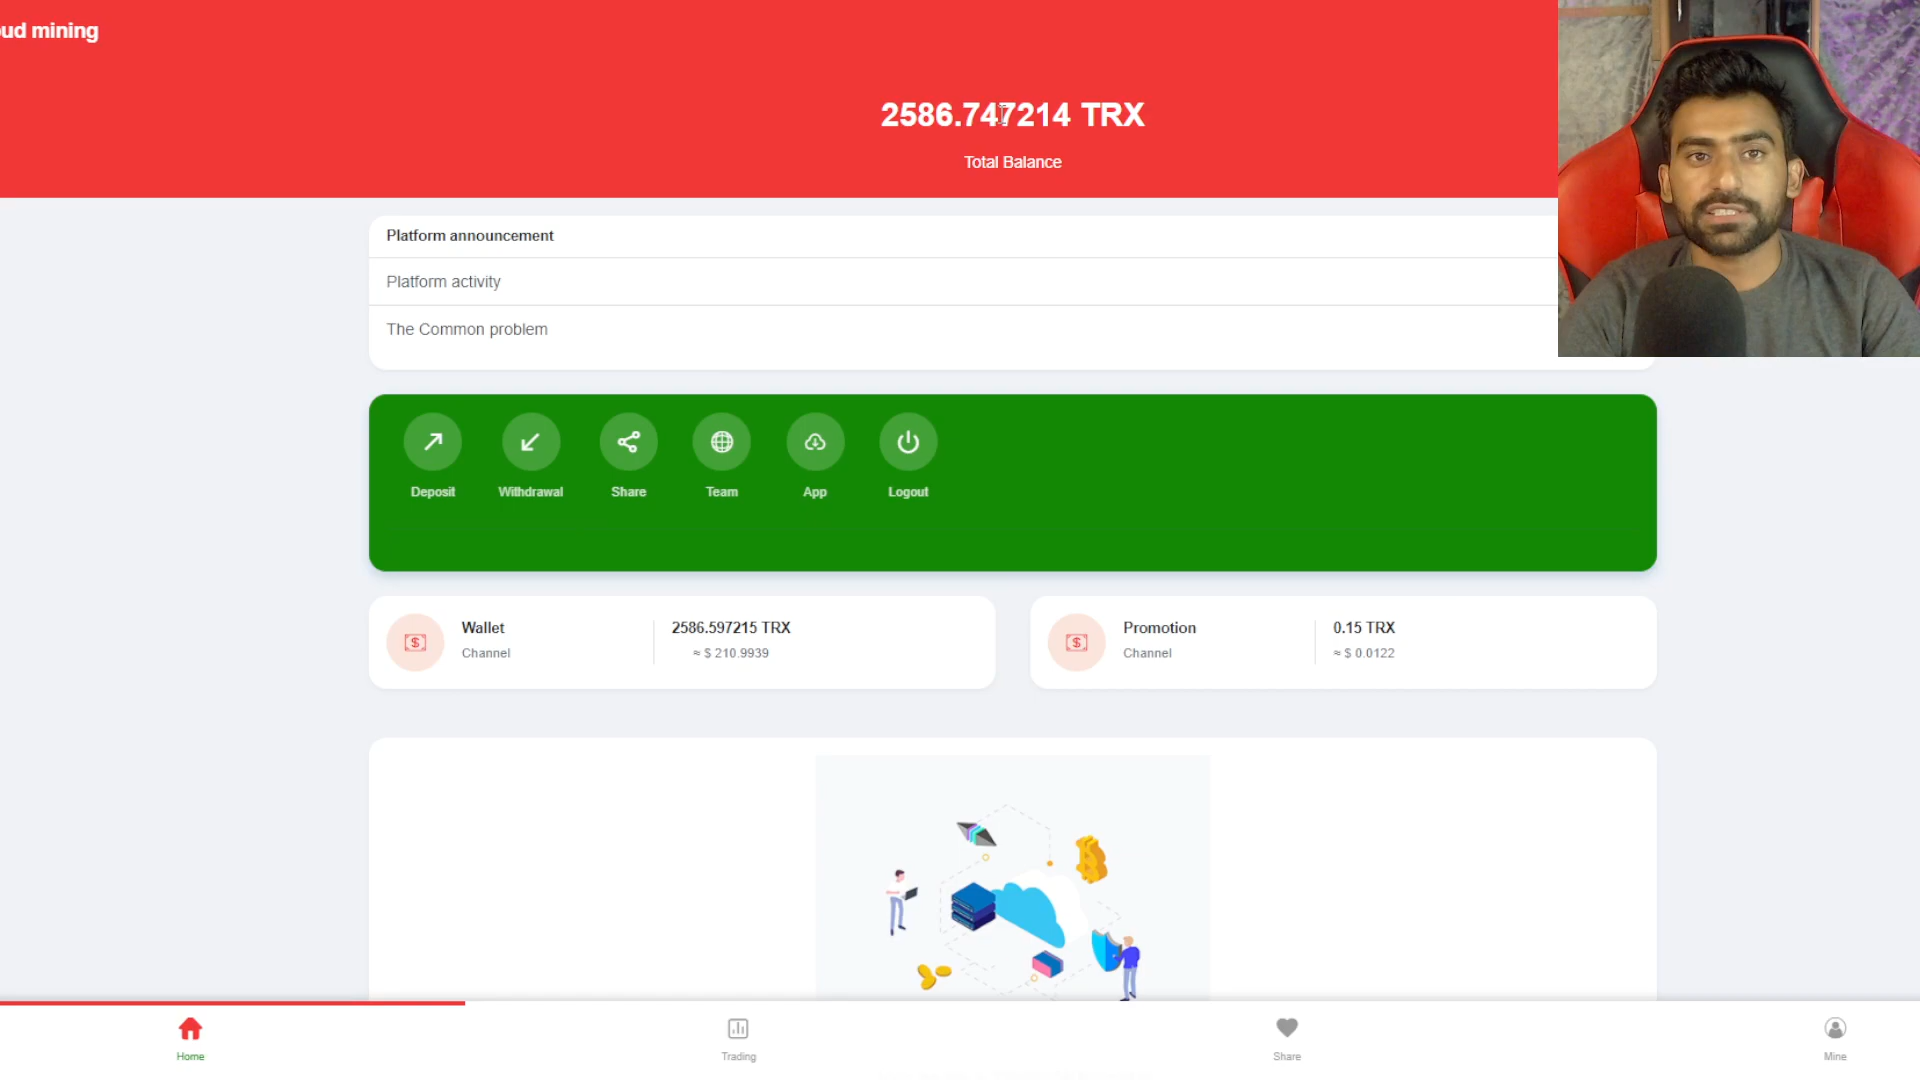 oud mining
2586.747214 TRX
Total Balance
Platform announcement
Platform activity
The Common problem
Deposit
Withdrawal
Share
Team
App
Logout
Wallet
Channel
2586.597215 TRX
≈ $ 210.9939
Promotion
Channel
0.15 TRX
≈ $ 0.0122
Home
Trading
Share
Mine